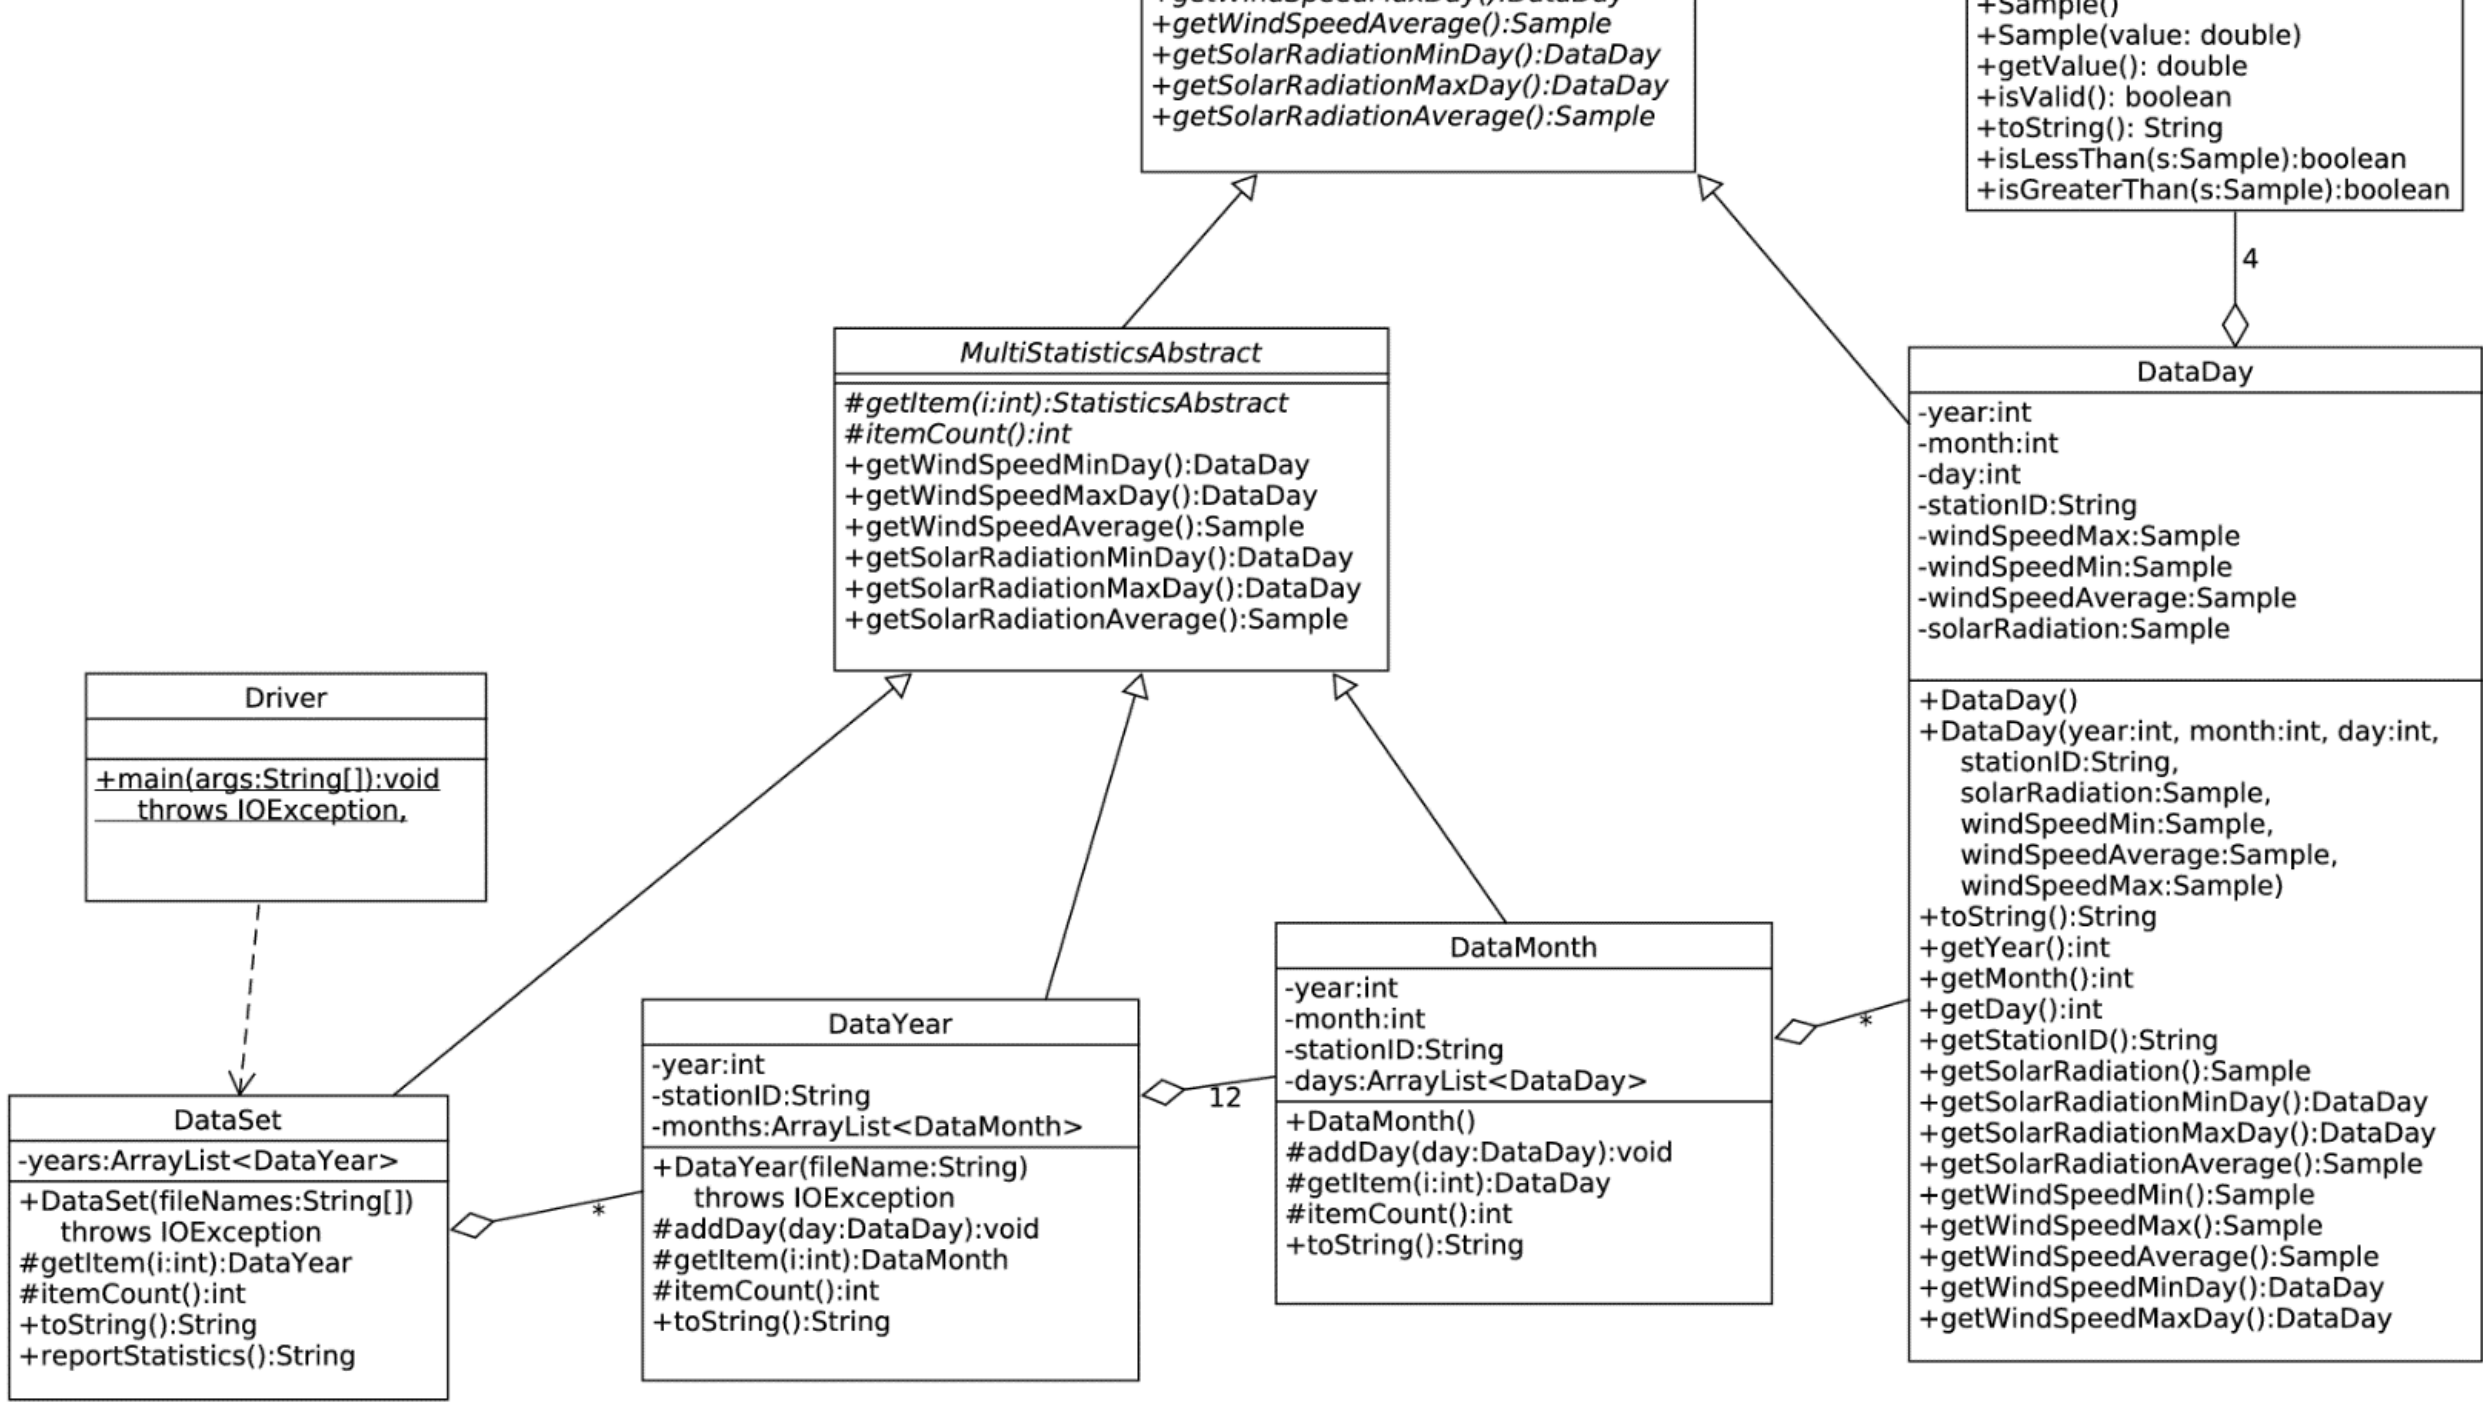 +getWindSpeedMaxDay():DataDay
+getWindSpeedAverage():Sample
+getSolarRadiationMinDay():DataDay
+getSolarRadiationMaxDay():DataDay
+getSolarRadiationAverage():Sample
+Sample()
+Sample(value: double)
+getValue(): double
+isValid(): boolean
+toString(): String
+isLessThan(s:Sample):boolean
+isGreaterThan(s:Sample):boolean
4
MultiStatisticsAbstract
#getItem(i:int):StatisticsAbstract
#itemCount():int
+getWindSpeedMinDay():DataDay
+getWindSpeedMaxDay():DataDay
+getWindSpeedAverage():Sample
+getSolarRadiationMinDay():DataDay
+getSolarRadiationMaxDay():DataDay
+getSolarRadiationAverage():Sample
DataDay
-year:int
-month:int
-day:int
-stationID:String
-windSpeedMax:Sample
-windSpeedMin:Sample
-windSpeedAverage:Sample
-solarRadiation:Sample
+DataDay()
+DataDay(year:int, month:int, day:int,
stationID:String,
solarRadiation:Sample,
windSpeedMin:Sample,
windSpeedAverage:Sample,
windSpeedMax:Sample)
+toString():String
+getYear():int
+getMonth():int
+getDay():int
+getStationID():String
+getSolarRadiation():Sample
+getSolarRadiationMinDay():DataDay
+getSolarRadiationMaxDay():DataDay
+getSolarRadiationAverage():Sample
+getWindSpeedMin():Sample
+getWindSpeedMax():Sample
+getWindSpeedAverage():Sample
+getWindSpeedMinDay():DataDay
+getWindSpeedMaxDay():DataDay
Driver
+main(args:String[]):void
throws IOException,
DataSet
-years:ArrayList<DataYear>
+DataSet(fileNames:String[])
throws IOException
#getItem(i:int):DataYear
#itemCount():int
+toString():String
+reportStatistics():String
*
DataYear
-year:int
-stationID:String
-months:ArrayList<DataMonth>
+DataYear(fileName:String)
throws IOException
#addDay(day:DataDay):void
#getItem(i:int):DataMonth
#itemCount():int
+toString():String
12
DataMonth
-year:int
-month:int
-stationID:String
-days:ArrayList<DataDay>
+DataMonth()
#addDay(day:DataDay):void
#getItem(i:int):DataDay
#itemCount():int
+toString():String
*